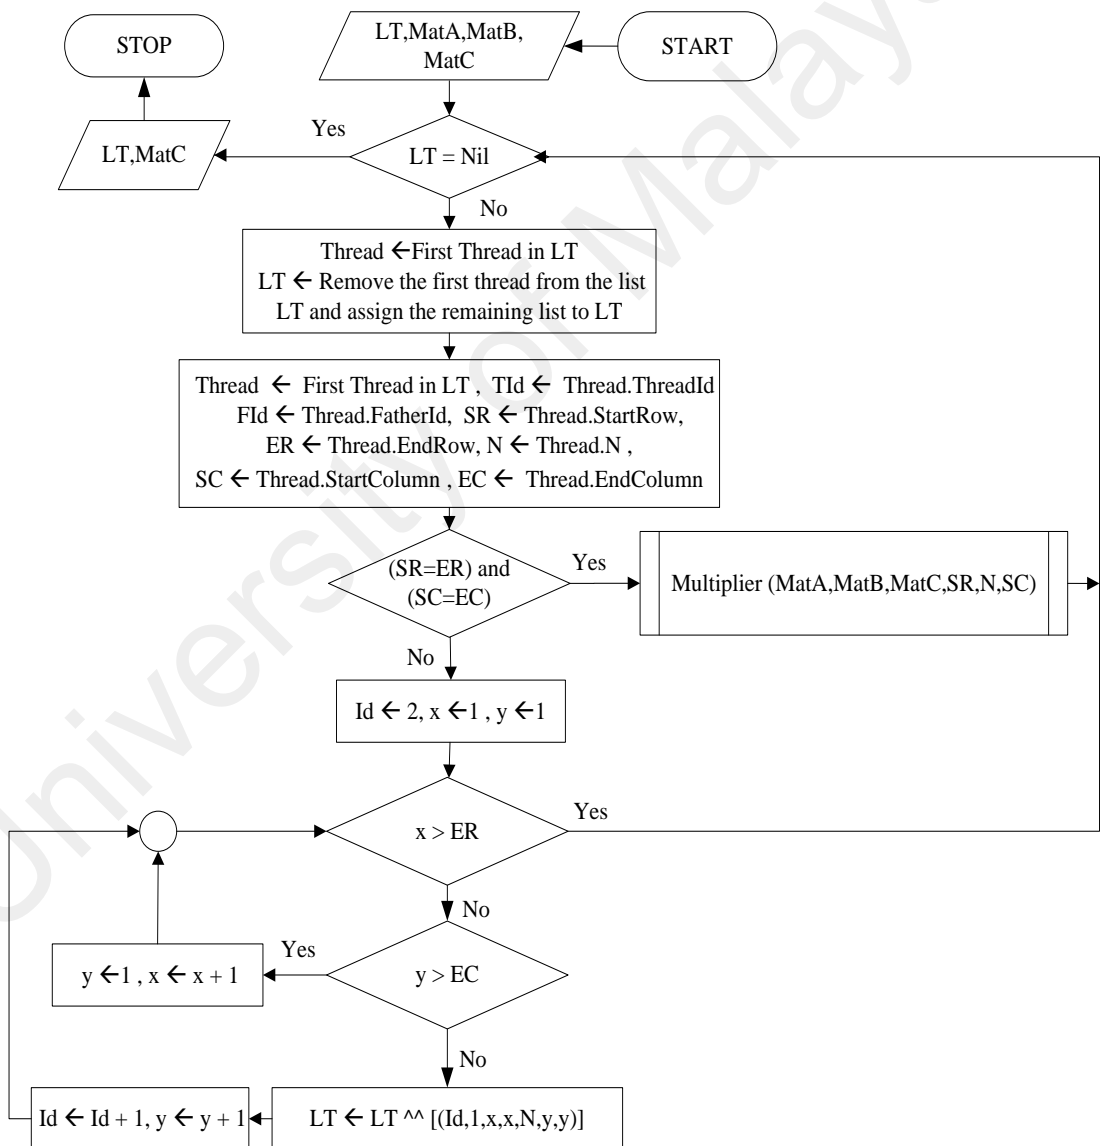 STOP
LT,MatA,MatB,
MatC
START
Yes
LT,MatC
LT = Nil
No
Thread ←First Thread in LT
LT ← Remove the first thread from the list
LT and assign the remaining list to LT
Thread ← First Thread in LT , TId ← Thread.ThreadId
FId ← Thread.FatherId, SR ← Thread.StartRow,
ER ← Thread.EndRow, N ← Thread.N ,
SC ← Thread.StartColumn , EC ← Thread.EndColumn
(SR=ER) and
(SC=EC)
Yes
Multiplier (MatA,MatB,MatC,SR,N,SC)
No
Id ← 2, x ←1 , y ←1
x > ER
Yes
No
y > EC
Yes
y ←1 , x ← x + 1
No
LT ← LT ^^ [(Id,1,x,x,N,y,y)]
Id ← Id + 1, y ← y + 1
University of Malaya